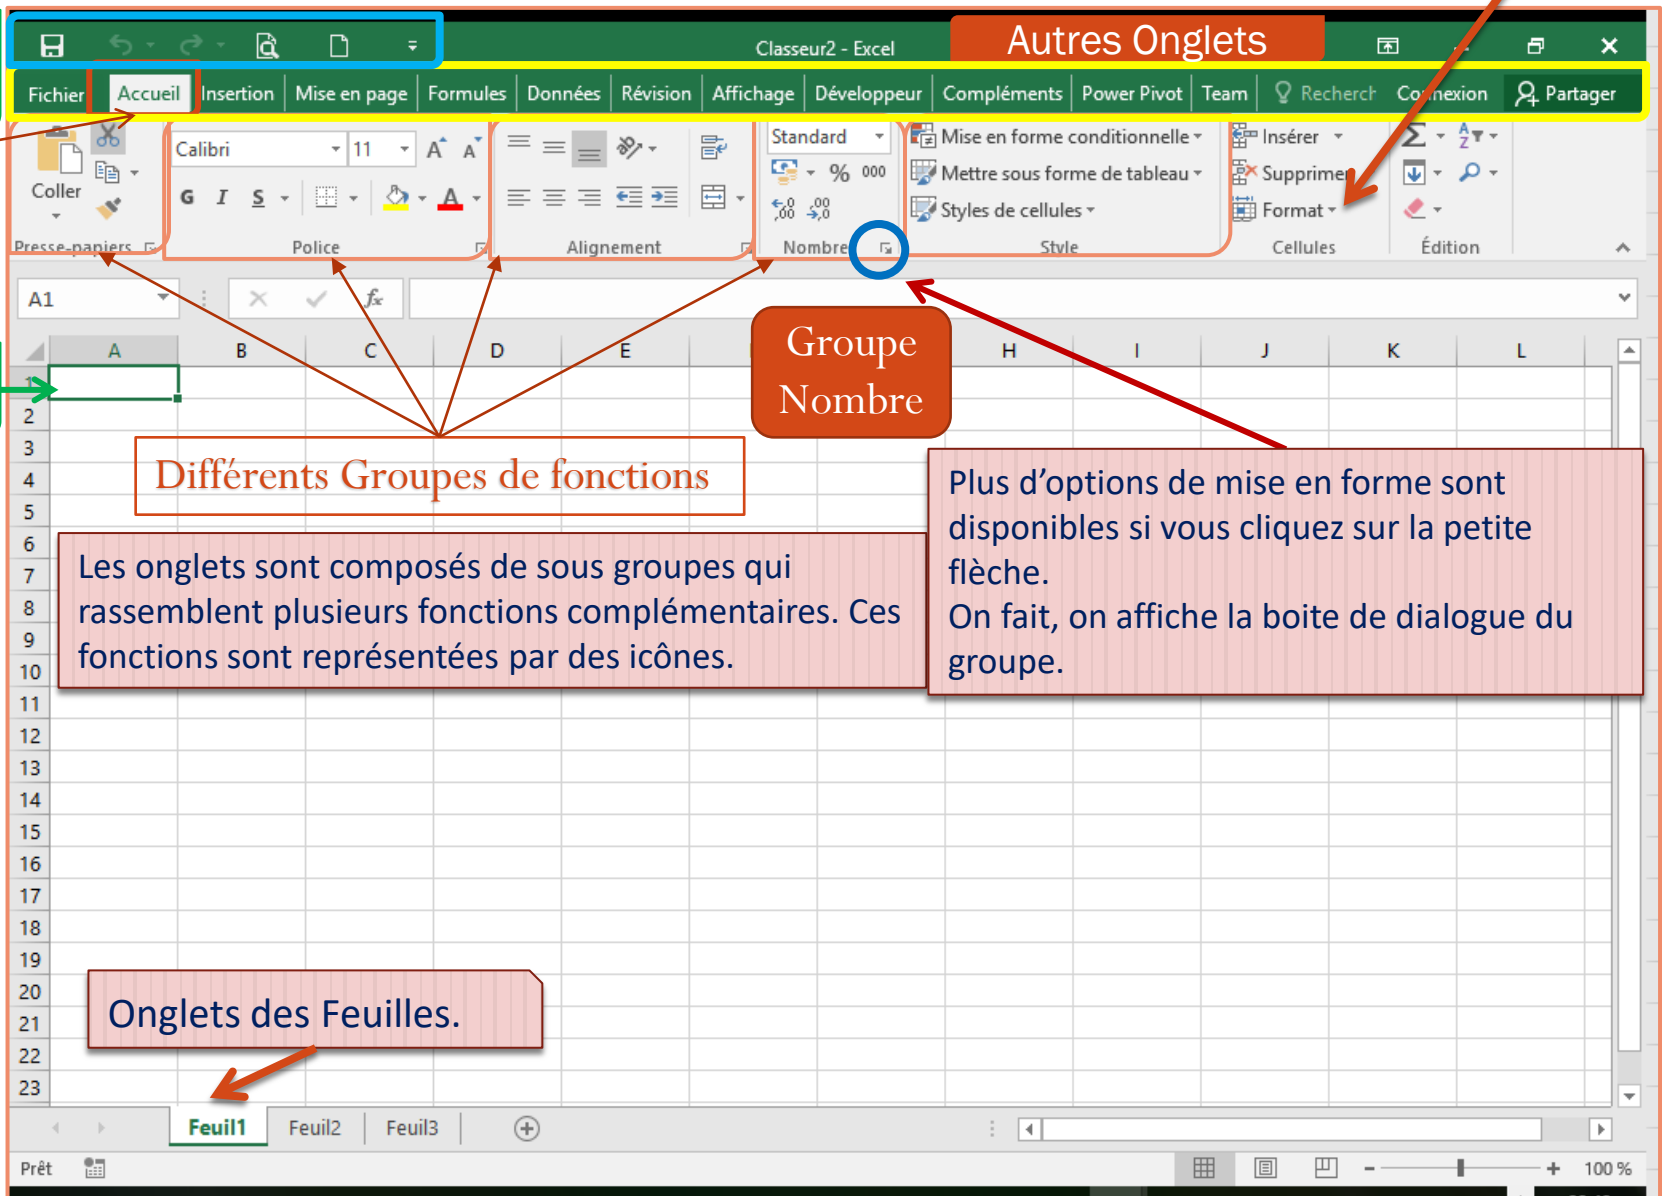 Classeur2 - Excel
Autres Onglets
Fichier Accueil Insertion Mise en page Formules Données Révision Affichage Développeur Compléments Power Pivot Team Recherch Connexion Partager
Coller
Presse-papiers
Calibri 11
G I S
Police
Alignement
Standard
% 000
Nombre
Mise en forme conditionnelle
Mettre sous forme de tableau
Styles de cellules
Style
Insérer
Supprimer
Format
Cellules
Édition
A1
fx
A B C D E H I J K L
Groupe
Nombre
1
2
3
4
5
6
7
8
9
10
11
12
13
14
15
16
17
18
19
20
21
22
23
Différents Groupes de fonctions
Les onglets sont composés de sous groupes qui
rassemblent plusieurs fonctions complémentaires. Ces
fonctions sont représentées par des icônes.
Plus d’options de mise en forme sont
disponibles si vous cliquez sur la petite
flèche.
On fait, on affiche la boite de dialogue du
groupe.
Onglets des Feuilles.
Feuil1 Feuil2 Feuil3
Prêt
100 %